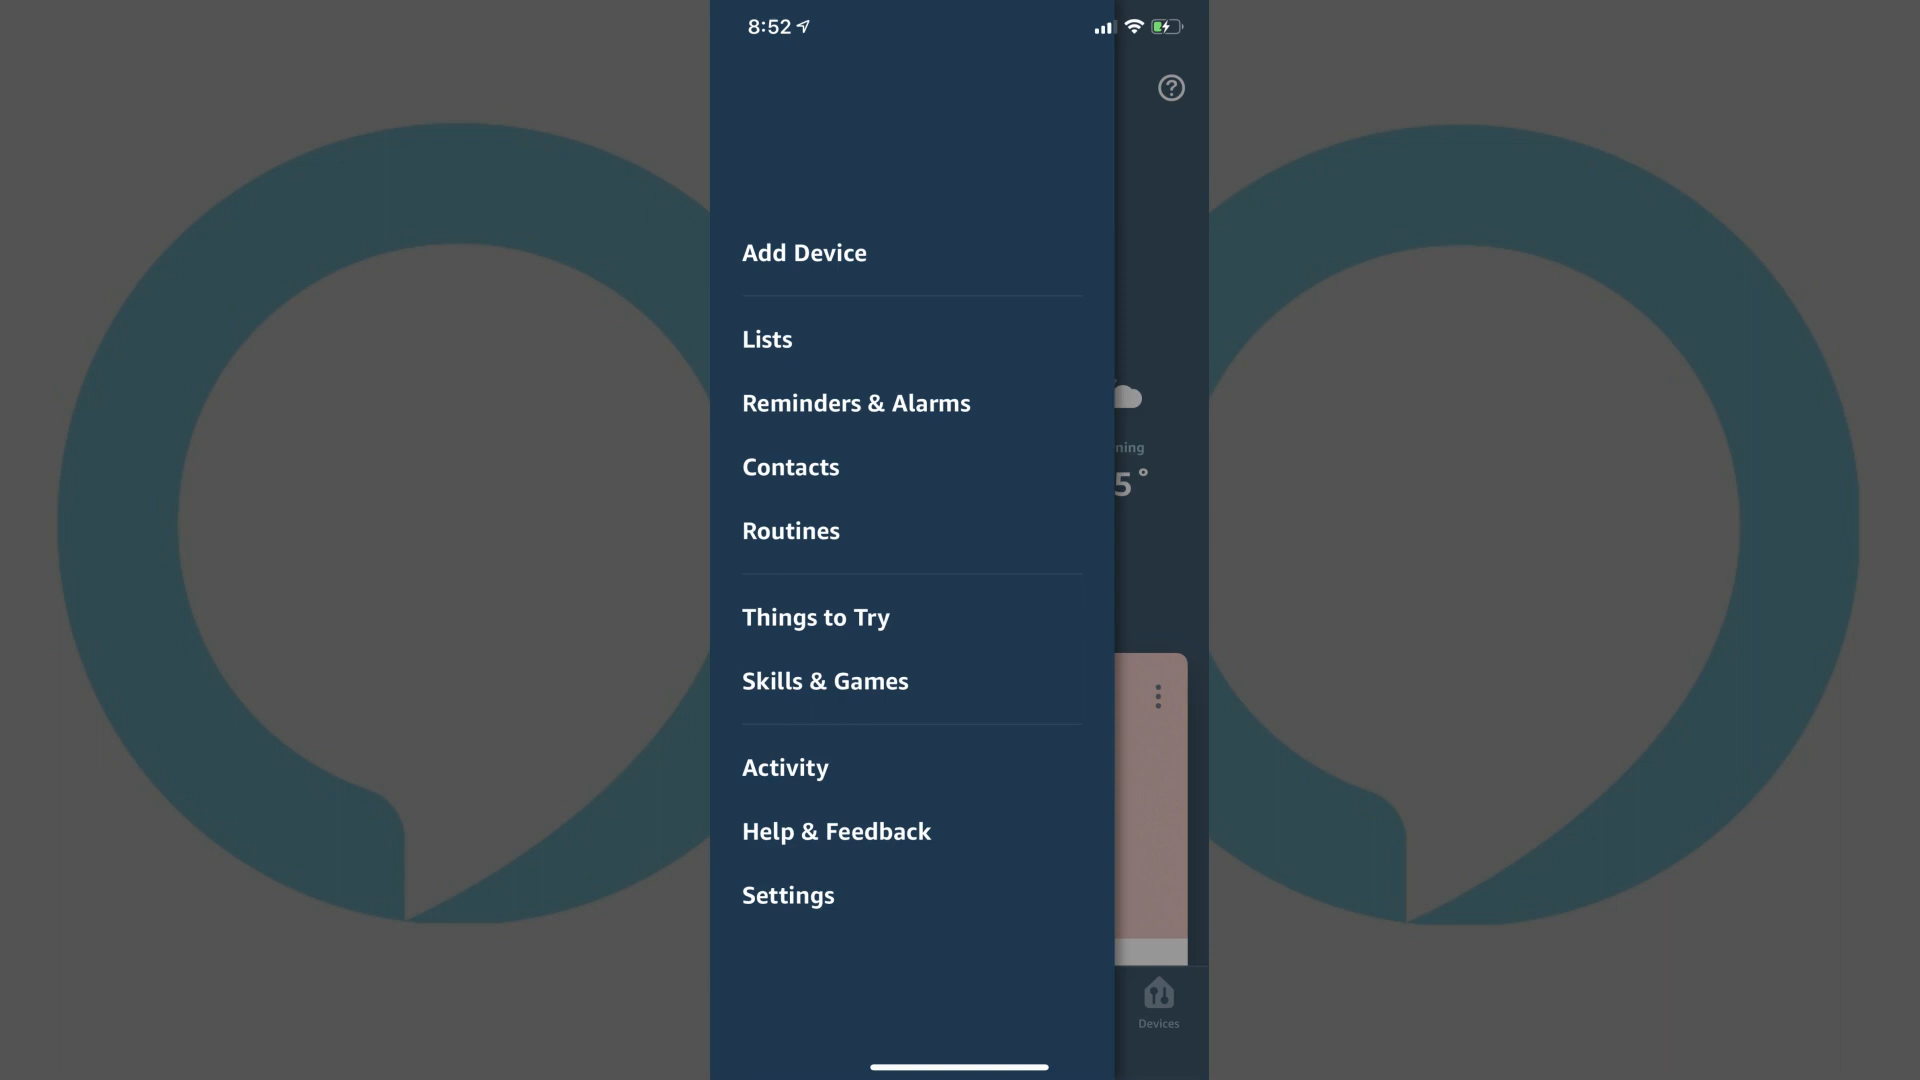 8:52
Add Device
Lists
Reminders & Alarms
Contacts
Routines
ning
5°
Things to Try
Skills & Games
Activity
Help & Feedback
Settings
Devices